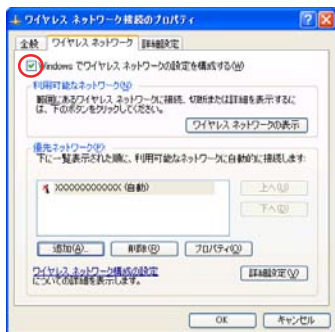 ワイヤレス ネットワーク接続のプロパティ
全般 ワイヤレス ネットワーク 詳細設定
Windows でワイヤレス ネットワークの設定を構成する(W)
利用可能なネットワーク(N)
範囲にあるワイヤレス ネットワークに接続、切断または詳細を表示するに
は、下のボタンをクリックしてください。
ワイヤレス ネットワークの表示
優先ネットワーク(P)
下に一覧表示された順に、利用可能なネットワークに自動的に接続します:
XXXXXXXXXXXX (自動)
上へ(U)
下へ(D)
追加(A)... 削除(R) プロパティ(O)
ワイヤレス ネットワーク構成の設定
についての詳細を表示します。
詳細設定(V)
OK キャンセル